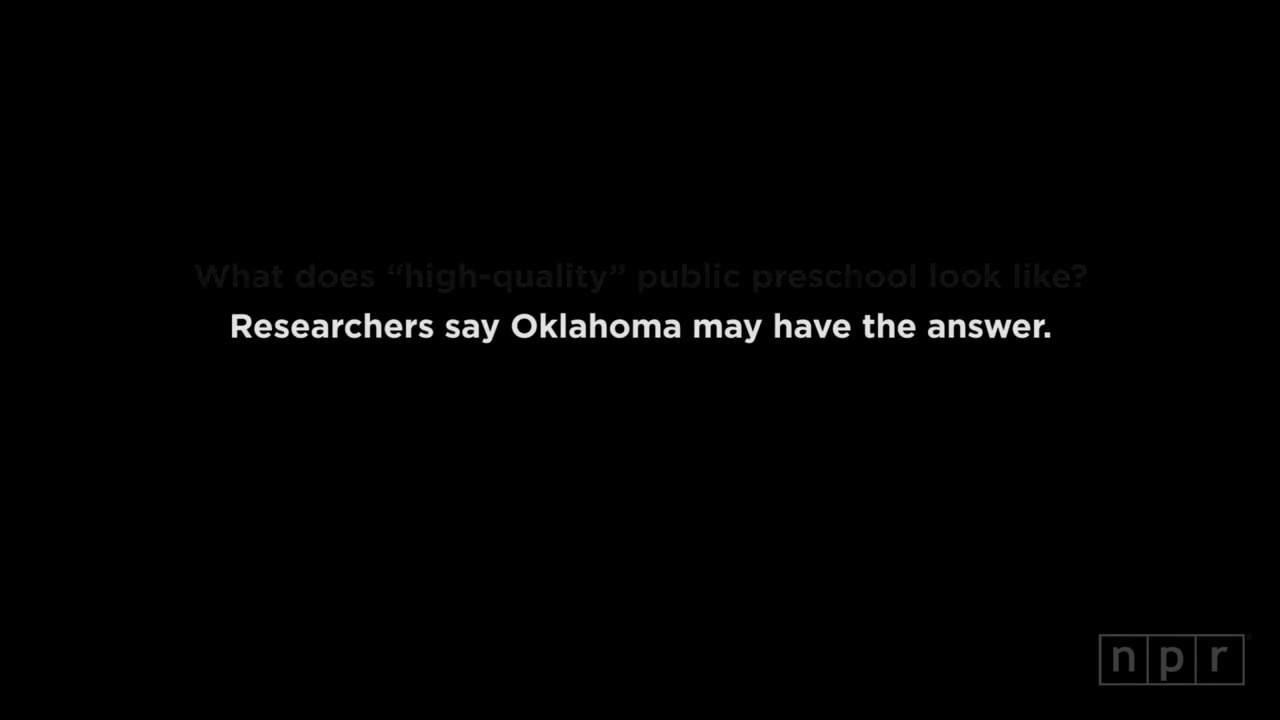 What does “high-quality” public preschool look like?
Researchers say Oklahoma may have the answer.
npr